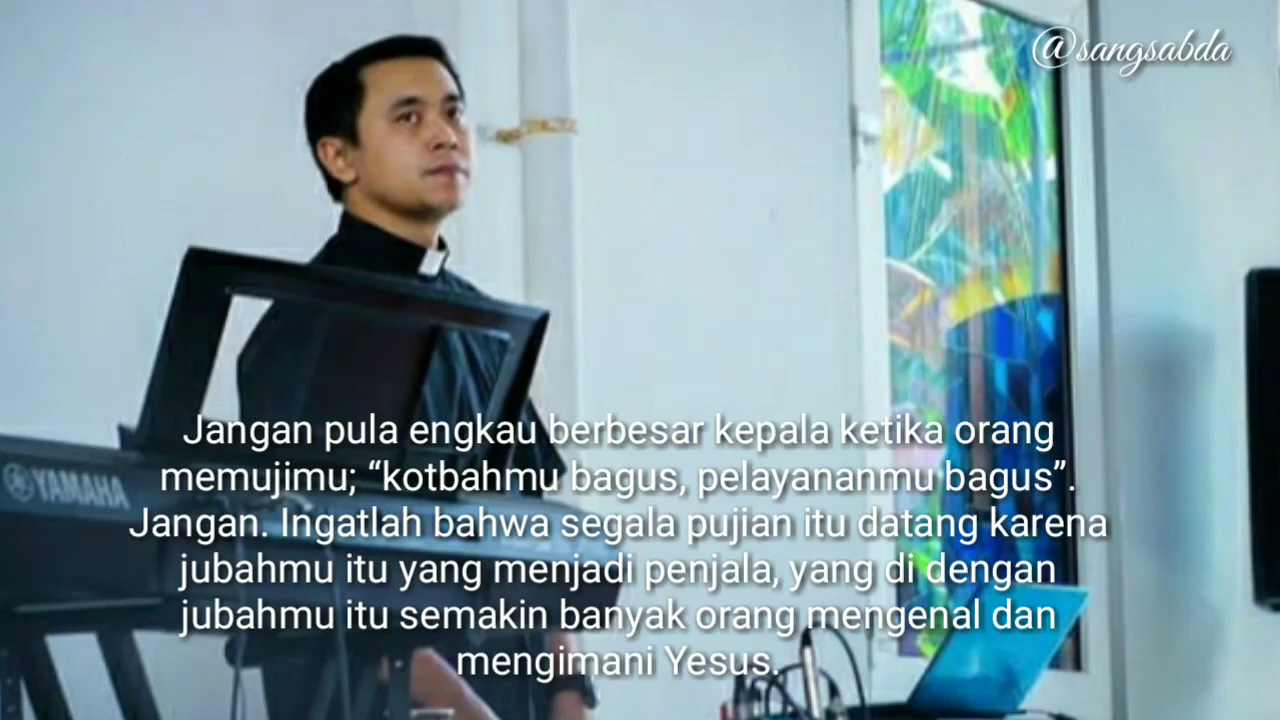 @sangsabda
Jangan pula engkau berbesar kepala ketika orang
memujimu; “kotbahmu bagus, pelayananmu bagus”.
Jangan. Ingatlah bahwa segala pujian itu datang karena
jubahmu itu yang menjadi penjala, yang di dengan
jubahmu itu semakin banyak orang mengenal dan
mengimani Yesus.
YAMAHA